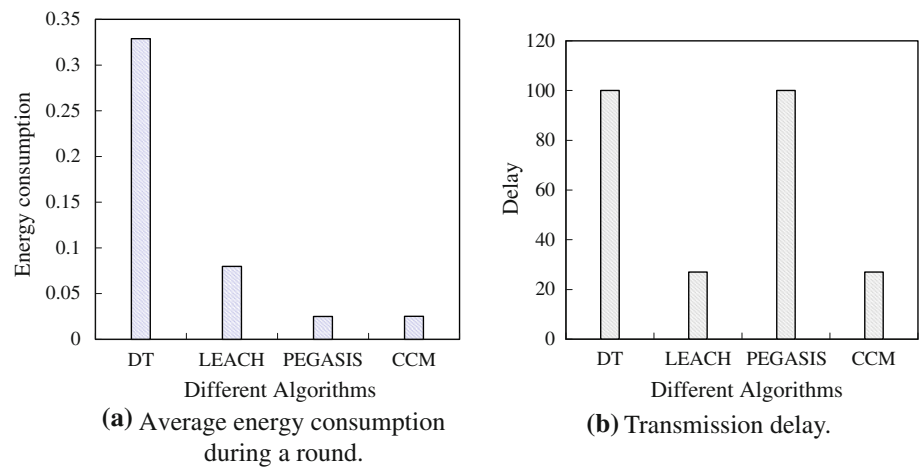 0.35
0.3
0.25
0.2
0.15
0.1
0.05
0
Energy consumption
DT LEACH PEGASIS CCM
Different Algorithms
(a) Average energy consumption
during a round.
120
100
80
60
40
20
0
Delay
DT LEACH PEGASIS CCM
Different Algorithms
(b) Transmission delay.